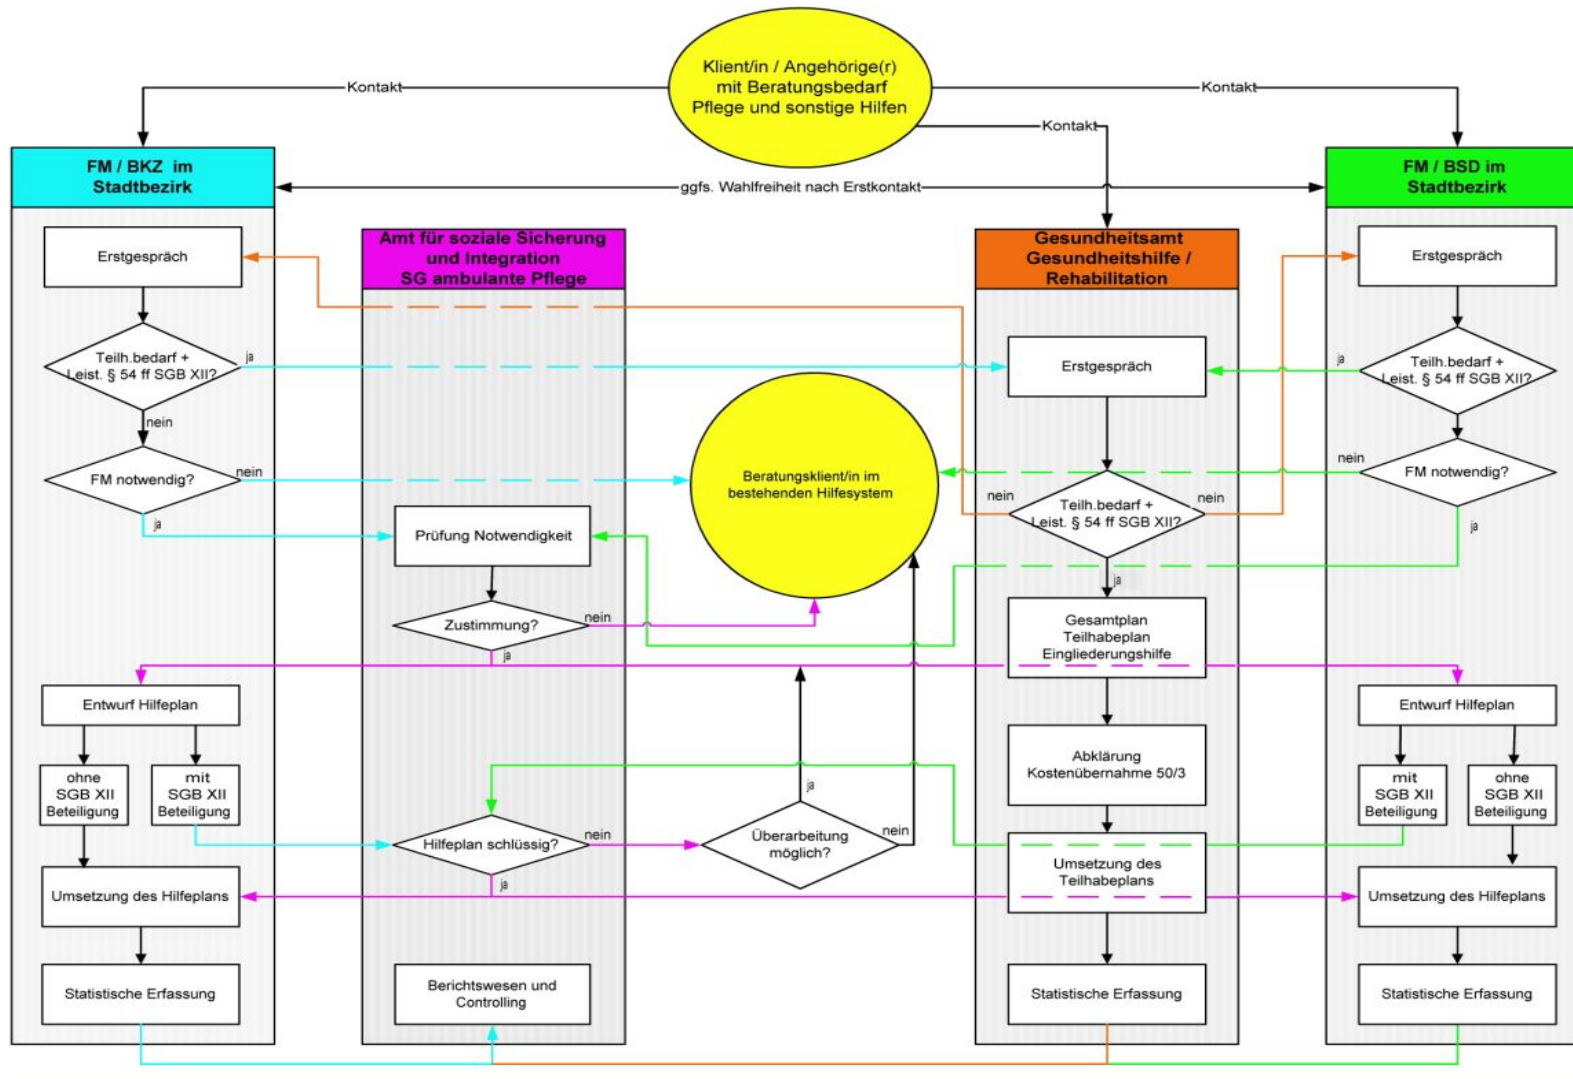 Klient/in / Angehörige(r)
mit Beratungsbedarf
Pflege und sonstige Hilfen
Kontakt
Kontakt
Kontakt
FM / BKZ im
Stadtbezirk
ggfs. Wahlfreiheit nach Erstkontakt
FM / BSD im
Stadtbezirk
Erstgespräch
Teilh.bedarf +
Leist. § 54 ff SGB XII?
ja
nein
FM notwendig?
nein
ja
Entwurf Hilfeplan
ohne
SGB XII
Beteiligung
mit
SGB XII
Beteiligung
Umsetzung des Hilfeplans
Statistische Erfassung
Amt für soziale Sicherung
und Integration
SG ambulante Pflege
Prüfung Notwendigkeit
Zustimmung?
nein
ja
Hilfeplan schlüssig?
nein
ja
Berichtswesen und
Controlling
Beratungsklient/in im
bestehenden Hilfesystem
ja
Überarbeitung
möglich?
nein
Gesundheitsamt
Gesundheitshilfe /
Rehabilitation
Erstgespräch
nein
Teilh.bedarf +
Leist. § 54 ff SGB XII?
nein
ja
Gesamtplan
Teilhabeplan
Eingliederungshilfe
Abklärung
Kostenübernahme 50/3
Umsetzung des
Teilhabeplans
Statistische Erfassung
Erstgespräch
ja
Teilh.bedarf +
Leist. § 54 ff SGB XII?
nein
FM notwendig?
ja
Entwurf Hilfeplan
mit
SGB XII
Beteiligung
ohne
SGB XII
Beteiligung
Umsetzung des Hilfeplans
Statistische Erfassung